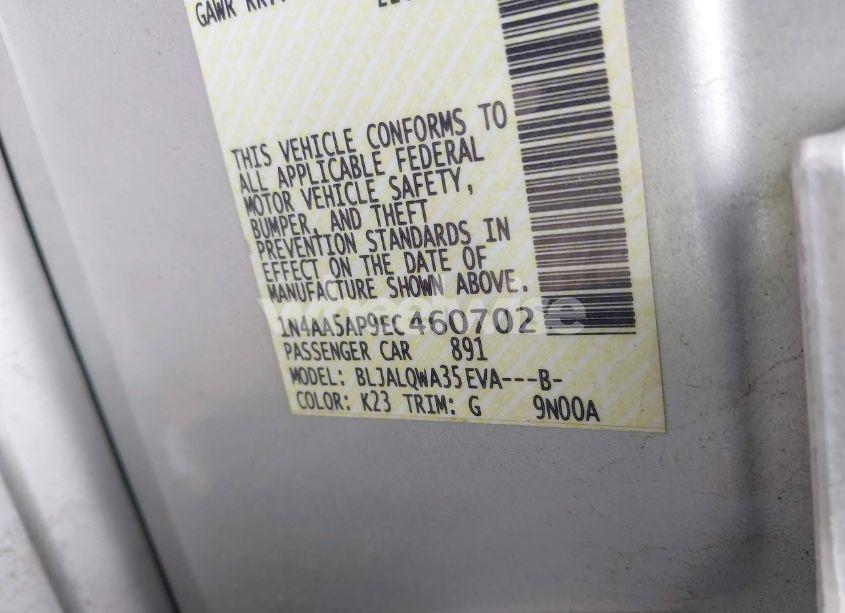 THIS VEHICLE CONFORMS TO
ALL APPLICABLE FEDERAL
MOTOR VEHICLE SAFETY,
BUMPER, AND THEFT
PREVENTION STANDARDS IN
EFFECT ON THE DATE OF
MANUFACTURE SHOWN ABOVE.
1N4AA5AP9EC460702
PASSENGER CAR 891
MODEL: BLJALQWA35EVA---B-
COLOR: K23 TRIM: G 9N00A